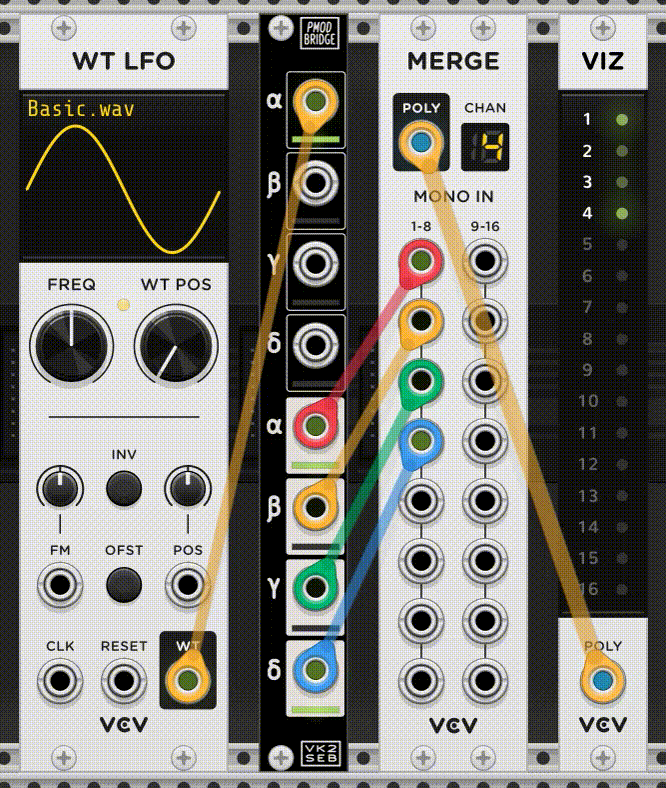 WT LFO
Basic.wav
FREQ
WT POS
INV
FM
OFST
POS
CLK
RESET
WT
VCV
PMOD
BRIDGE
α
β
γ
δ
α
β
γ
δ
VK2
SEB
MERGE
POLY
CHAN
4
MONO IN
1-8
9-16
VCV
VIZ
1
2
3
4
5
6
7
8
9
10
11
12
13
14
15
16
POLY
VCV